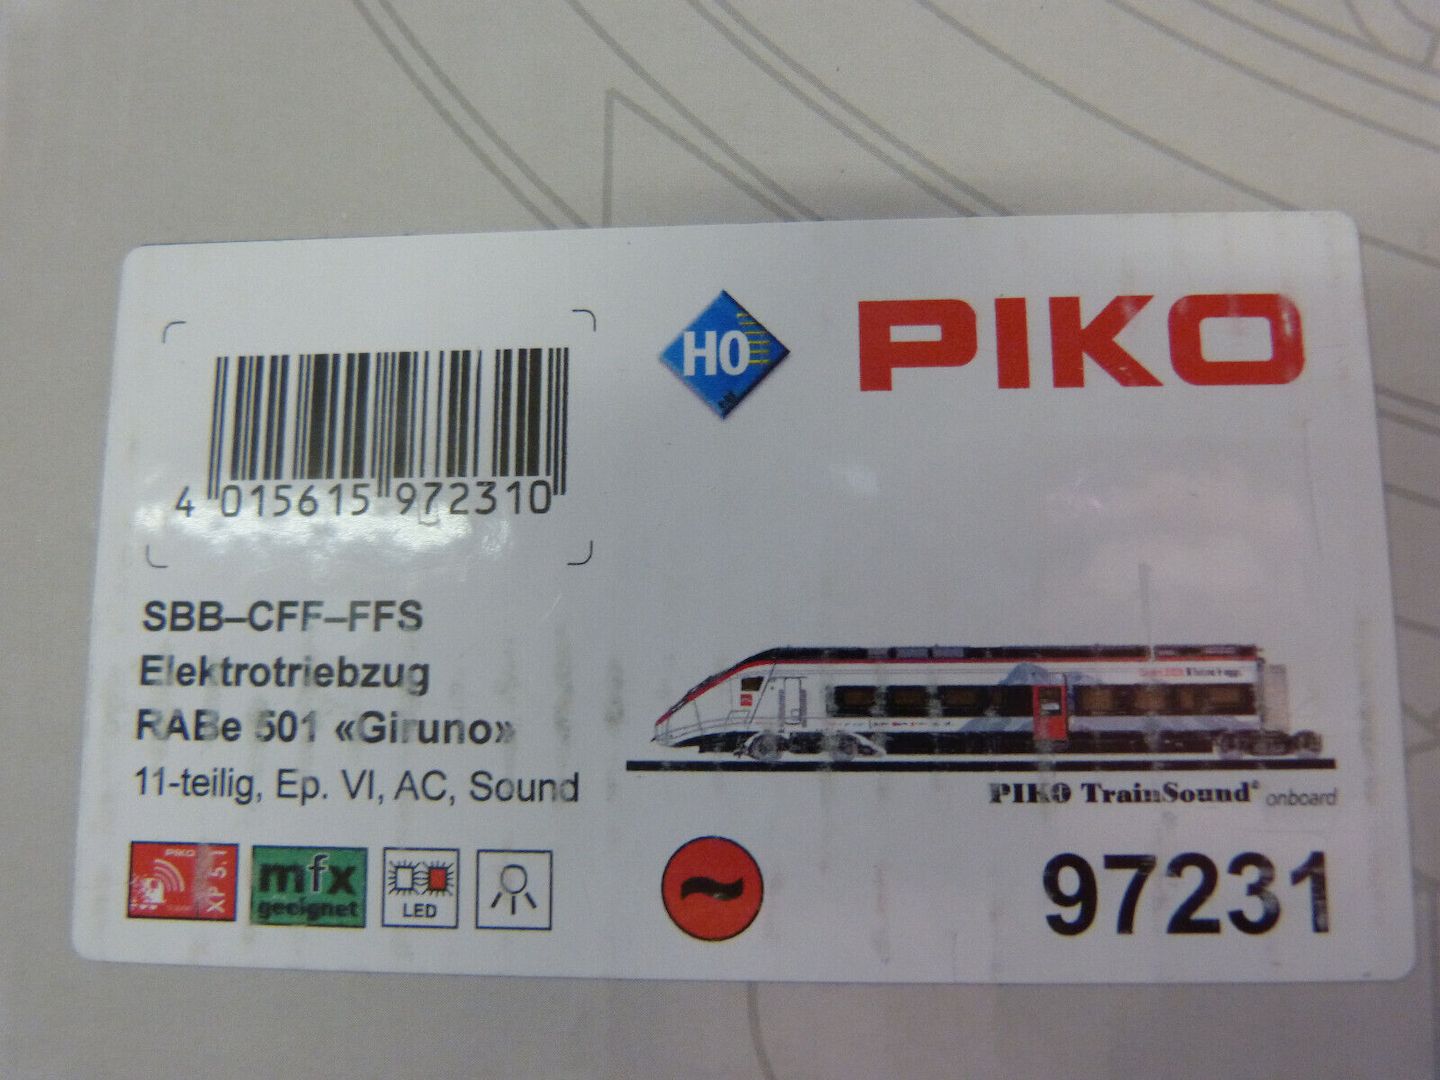 H0
PIKO
4 015615 972310
SBB–CFF–FFS
Elektrotriebzug
RABe 501 «Giruno»
11-teilig, Ep. VI, AC, Sound
PIKO TrainSound® onboard
PIKO
XP 5.1
mfx
geeignet
LED
97231